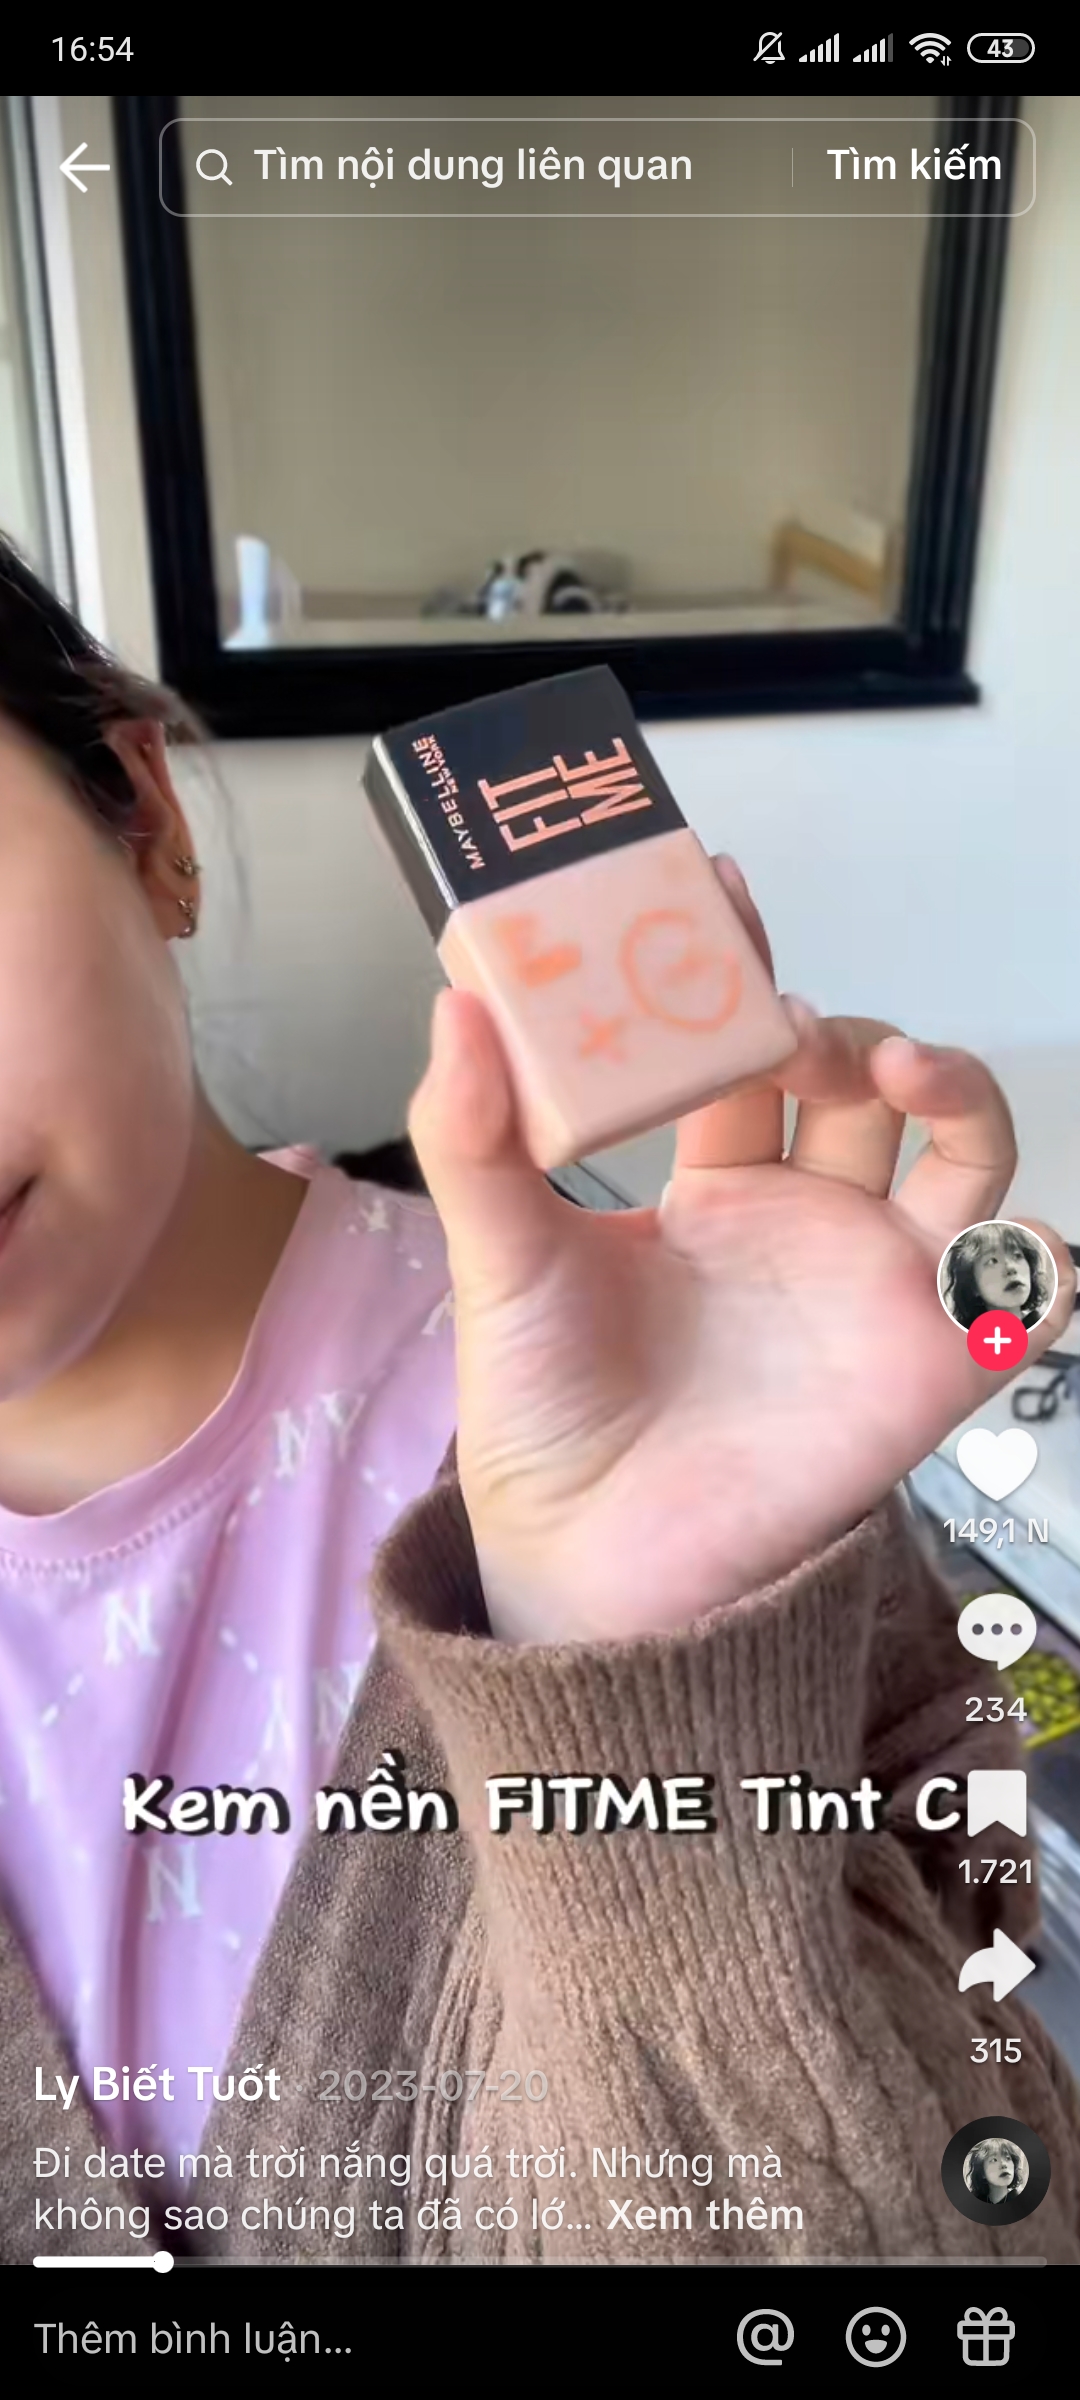 16:54
43
Tìm nội dung liên quan
Tìm kiếm
MAYBELLINE
NEW YORK
FIT
ME
149,1 N
234
Kem nền FITME Tint C
1.721
315
Ly Biết Tuốt · 2023-07-20
Đi date mà trời nắng quá trời. Nhưng mà
không sao chúng ta đã có lớ... Xem thêm
Thêm bình luận...